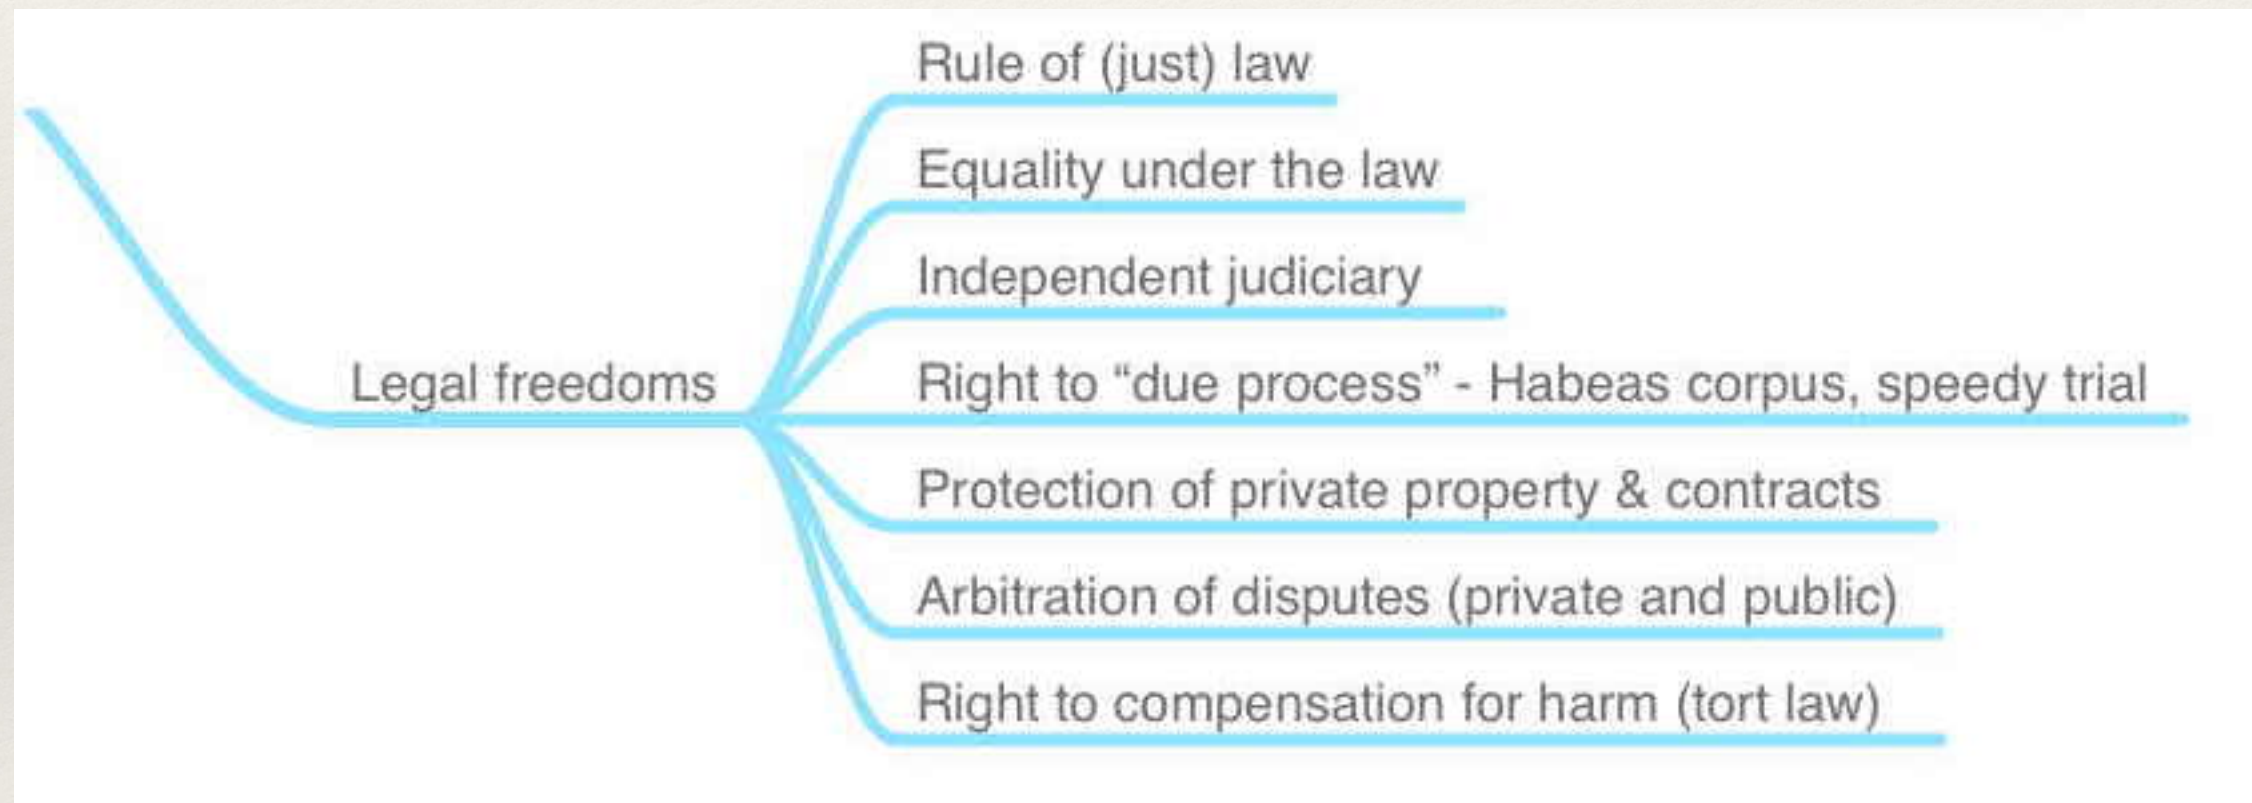 Rule of (just) law
Equality under the law
Independent judiciary
Legal freedoms
Right to “due process” - Habeas corpus, speedy trial
Protection of private property & contracts
Arbitration of disputes (private and public)
Right to compensation for harm (tort law)